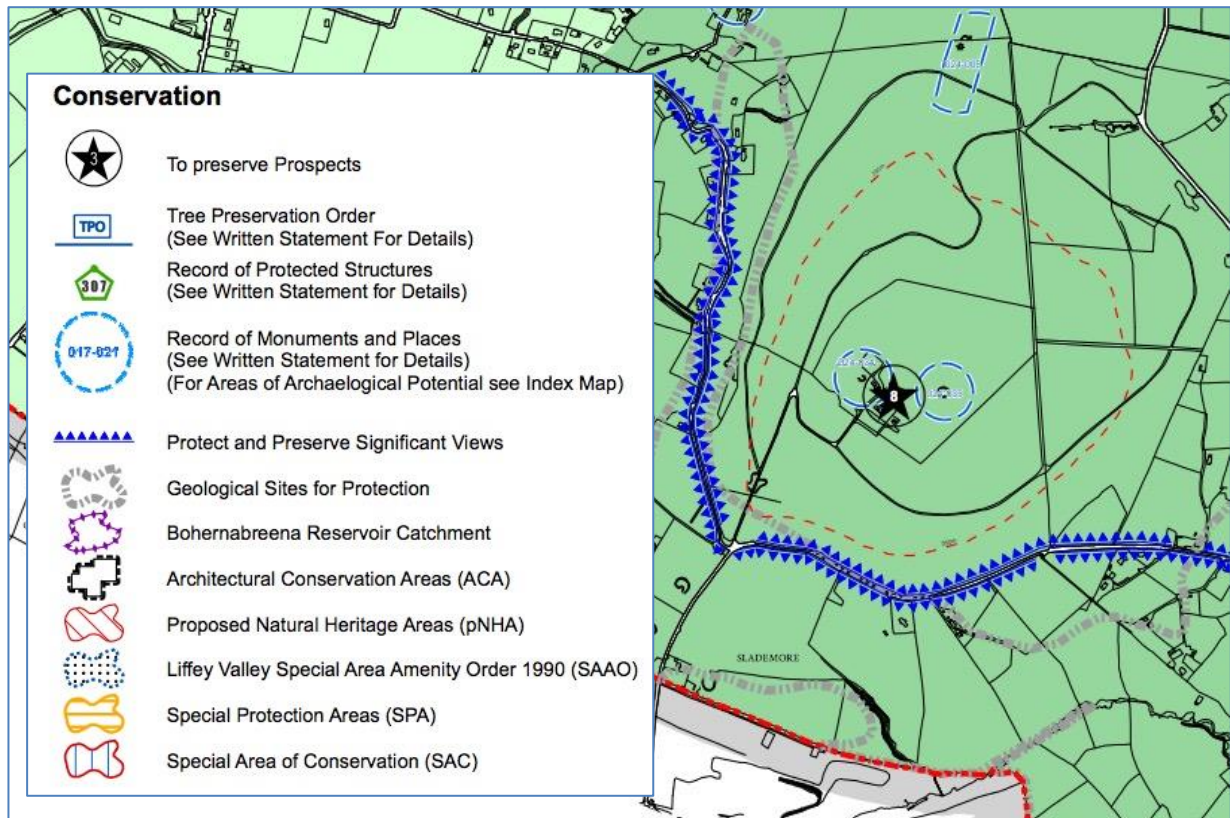 Conservation
3
To preserve Prospects
TPO
Tree Preservation Order
(See Written Statement For Details)
307
Record of Protected Structures
(See Written Statement for Details)
017-021
Record of Monuments and Places
(See Written Statement for Details)
(For Areas of Archaelogical Potential see Index Map)
Protect and Preserve Significant Views
Geological Sites for Protection
Bohernabreena Reservoir Catchment
Architectural Conservation Areas (ACA)
Proposed Natural Heritage Areas (pNHA)
Liffey Valley Special Area Amenity Order 1990 (SAAO)
Special Protection Areas (SPA)
Special Area of Conservation (SAC)
8
G
SLADEMORE